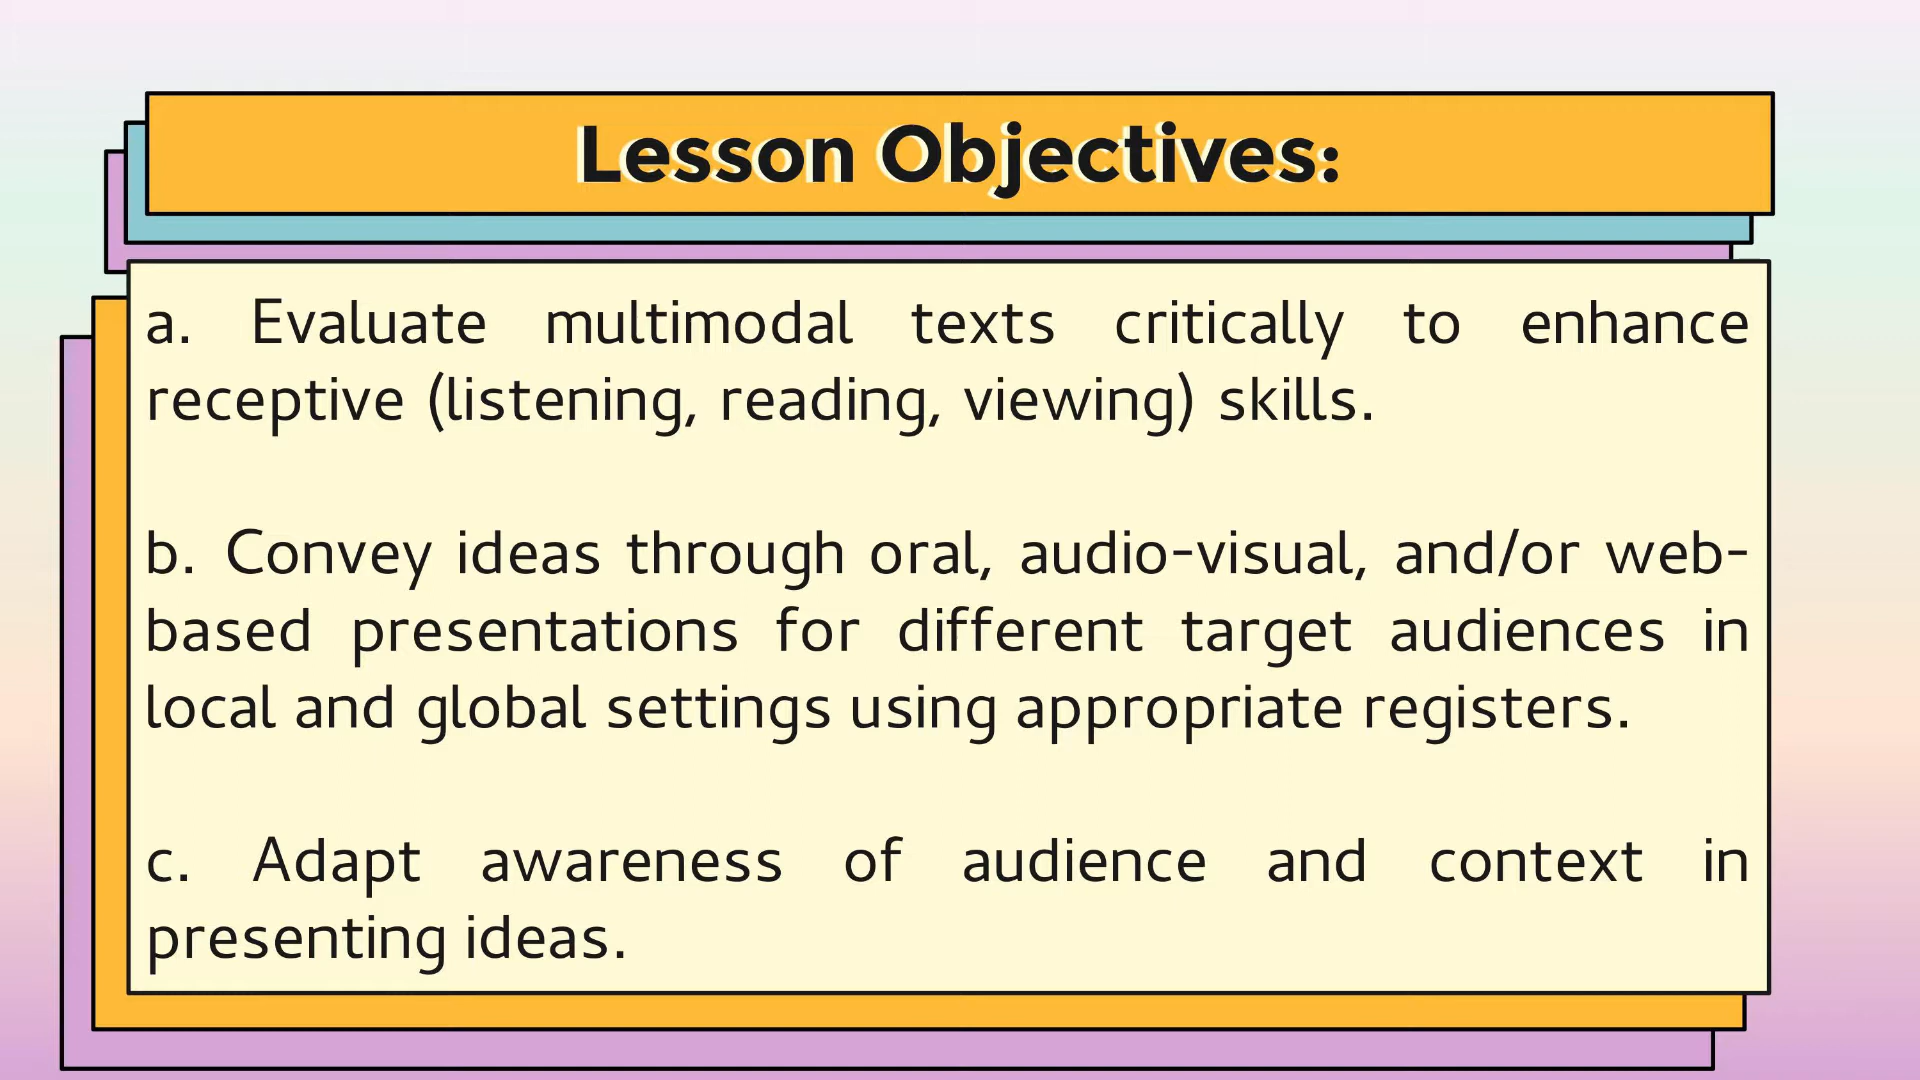 Lesson Objectives:
a. Evaluate multimodal texts critically to enhance
receptive (listening, reading, viewing) skills.
b. Convey ideas through oral, audio-visual, and/or web-
based presentations for different target audiences in
local and global settings using appropriate registers.
c. Adapt awareness of audience and context in
presenting ideas.